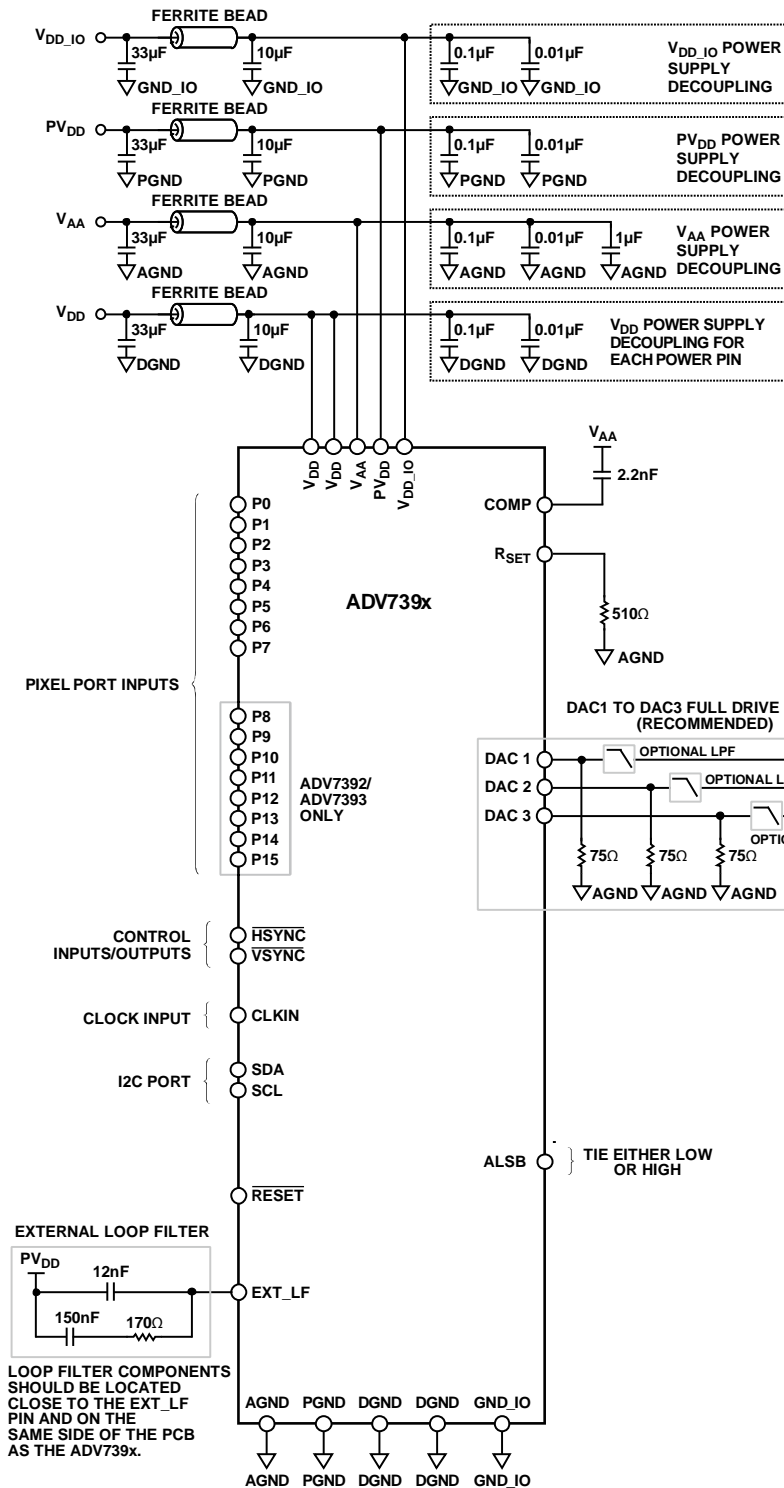 FERRITE BEAD
VDD_IO
33µF
10µF
0.1µF
0.01µF
GND_IO
GND_IO
GND_IO
GND_IO
VDD_IO POWER
SUPPLY
DECOUPLING
FERRITE BEAD
PVDD
33µF
10µF
0.1µF
0.01µF
PGND
PGND
PGND
PGND
PVDD POWER
SUPPLY
DECOUPLING
FERRITE BEAD
VAA
33µF
10µF
0.1µF
0.01µF
1µF
AGND
AGND
AGND
AGND
AGND
VAA POWER
SUPPLY
DECOUPLING
FERRITE BEAD
VDD
33µF
10µF
0.1µF
0.01µF
DGND
DGND
DGND
DGND
VDD POWER SUPPLY
DECOUPLING FOR
EACH POWER PIN
VDD
VDD
VAA
PVDD
VDD_IO
VAA
2.2nF
COMP
RSET
510Ω
AGND
ADV739x
P0
P1
P2
P3
P4
P5
P6
P7
PIXEL PORT INPUTS
P8
P9
P10
P11
P12
P13
P14
P15
ADV7392/
ADV7393
ONLY
DAC1 TO DAC3 FULL DRIVE
(RECOMMENDED)
DAC 1
OPTIONAL LPF
DAC 2
OPTIONAL L
DAC 3
OPTIO
75Ω
75Ω
75Ω
AGND
AGND
AGND
CONTROL
INPUTS/OUTPUTS
HSYNC
VSYNC
CLOCK INPUT
CLKIN
I2C PORT
SDA
SCL
ALSB
TIE EITHER LOW
OR HIGH
RESET
EXTERNAL LOOP FILTER
PVDD
12nF
150nF
170Ω
EXT_LF
LOOP FILTER COMPONENTS
SHOULD BE LOCATED
CLOSE TO THE EXT_LF
PIN AND ON THE
SAME SIDE OF THE PCB
AS THE ADV739x.
AGND PGND DGND DGND GND_IO
AGND PGND DGND DGND GND_IO